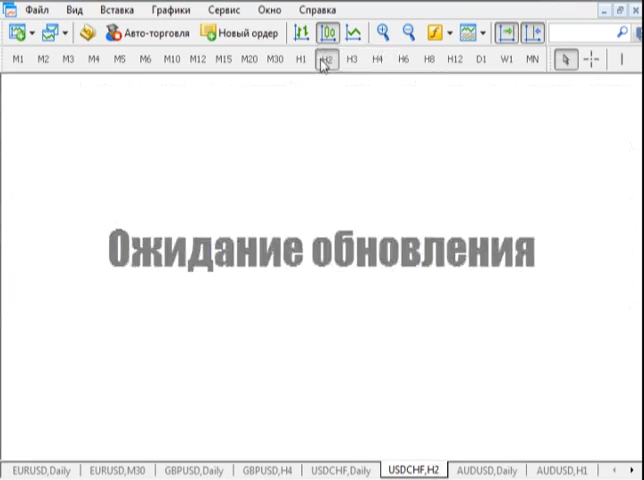 Файл Вид Вставка Графики Сервис Окно Справка
Авто-торговля Новый ордер
M1 M2 M3 M4 M5 M6 M10 M12 M15 M20 M30 H1 H2 H3 H4 H6 H8 H12 D1 W1 MN
Ожидание обновления
EURUSD,Daily EURUSD,M30 GBPUSD,Daily GBPUSD,H4 USDCHF,Daily USDCHF,H2 AUDUSD,Daily AUDUSD,H1